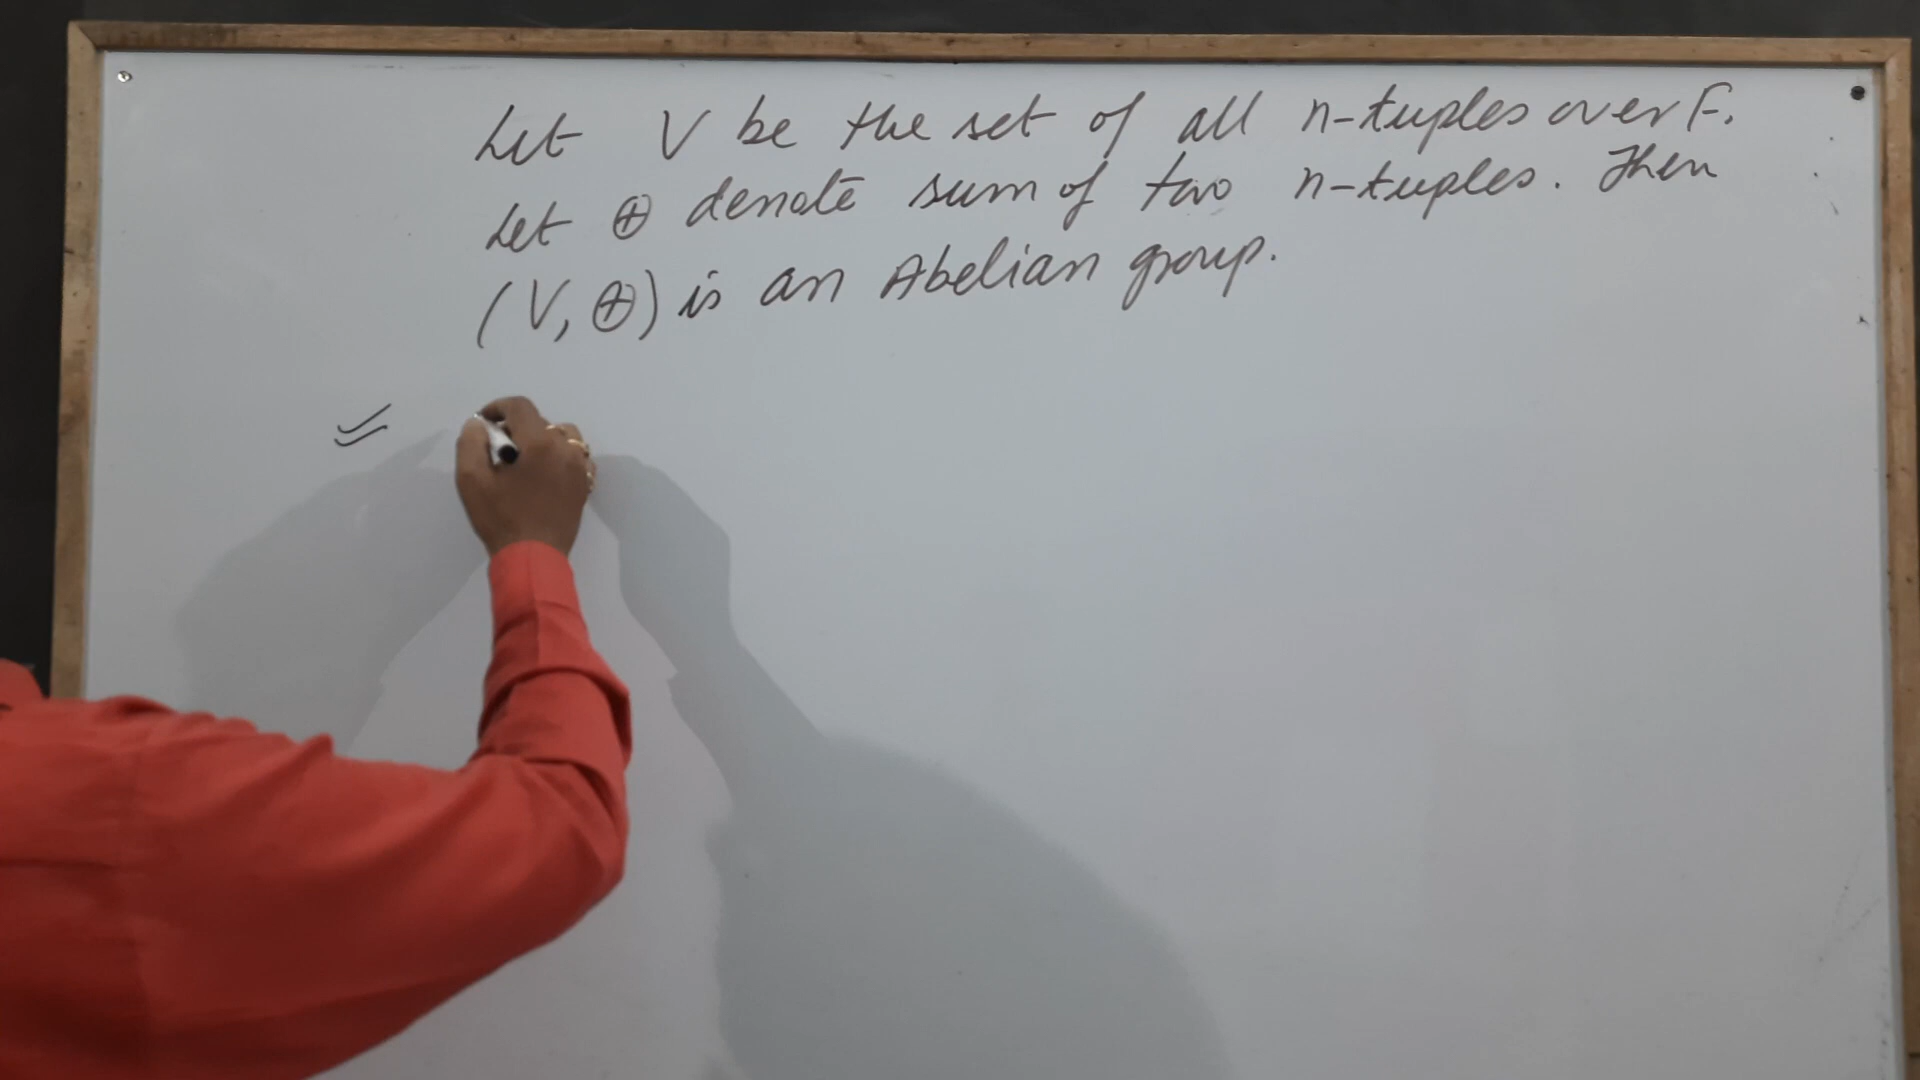 Let V be the set of all n-tuples over F.
Let ⊕ denote sum of two n-tuples. Then
(V, ⊕) is an Abelian group.